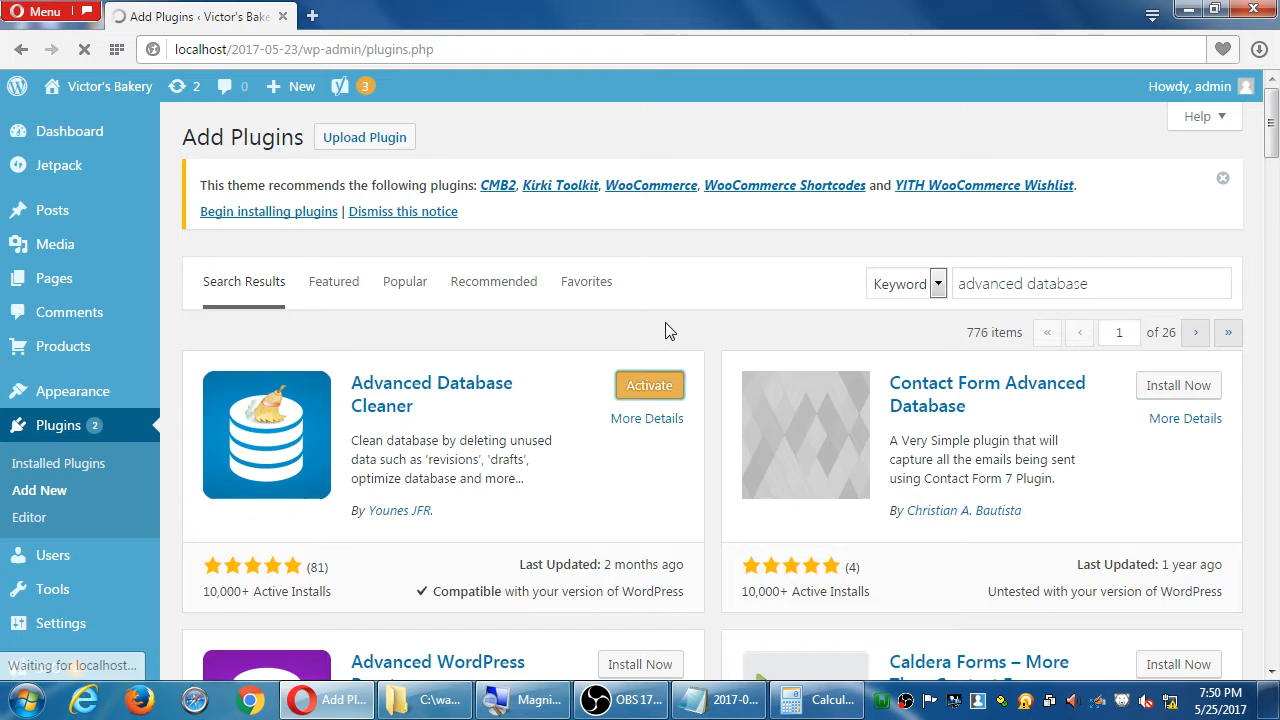 Menu
Add Plugins ‹ Victor's Bake
localhost/2017-05-23/wp-admin/plugins.php
Victor's Bakery
2
0
New
3
Howdy, admin
Dashboard
Jetpack
Posts
Media
Pages
Comments
Products
Appearance
Plugins 2
Installed Plugins
Add New
Editor
Users
Tools
Settings
Add Plugins
Upload Plugin
Help
This theme recommends the following plugins: CMB2, Kirki Toolkit, WooCommerce, WooCommerce Shortcodes and YITH WooCommerce Wishlist.
Begin installing plugins | Dismiss this notice
Search Results
Featured
Popular
Recommended
Favorites
Keyword
advanced database
776 items « ‹ 1 of 26 › »
Advanced Database
Cleaner
Activate
More Details
Clean database by deleting unused
data such as 'revisions', 'drafts',
optimize database and more...
By Younes JFR.
(81)
Last Updated: 2 months ago
10,000+ Active Installs
Compatible with your version of WordPress
Contact Form Advanced
Database
Install Now
More Details
A Very Simple plugin that will
capture all the emails being sent
using Contact Form 7 Plugin.
By Christian A. Bautista
(4)
Last Updated: 1 year ago
10,000+ Active Installs
Untested with your version of WordPress
Advanced WordPress
Install Now
Caldera Forms – More
Install Now
Waiting for localhost...
Add Pl...
C:\wa...
Magni...
OBS 17...
2017-0...
Calcul...
7:50 PM
5/25/2017